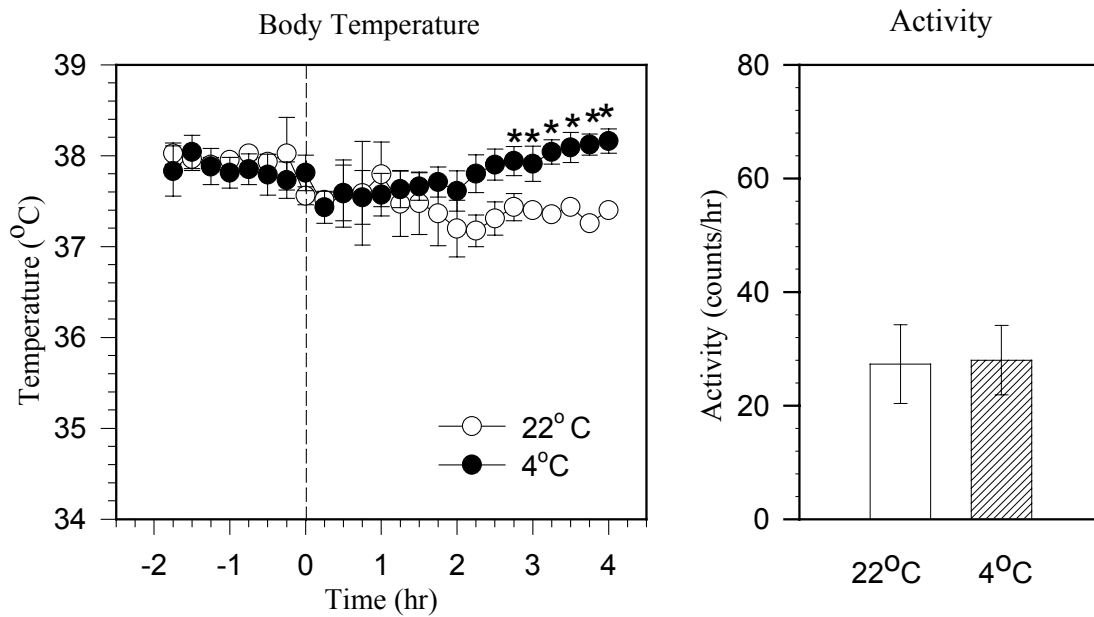 Body Temperature
39
38
37
36
35
34
Temperature (°C)
** * * **
22° C
4°C
-2 -1 0 1 2 3 4
Time (hr)
Activity
80
60
40
20
0
Activity (counts/hr)
22°C 4°C